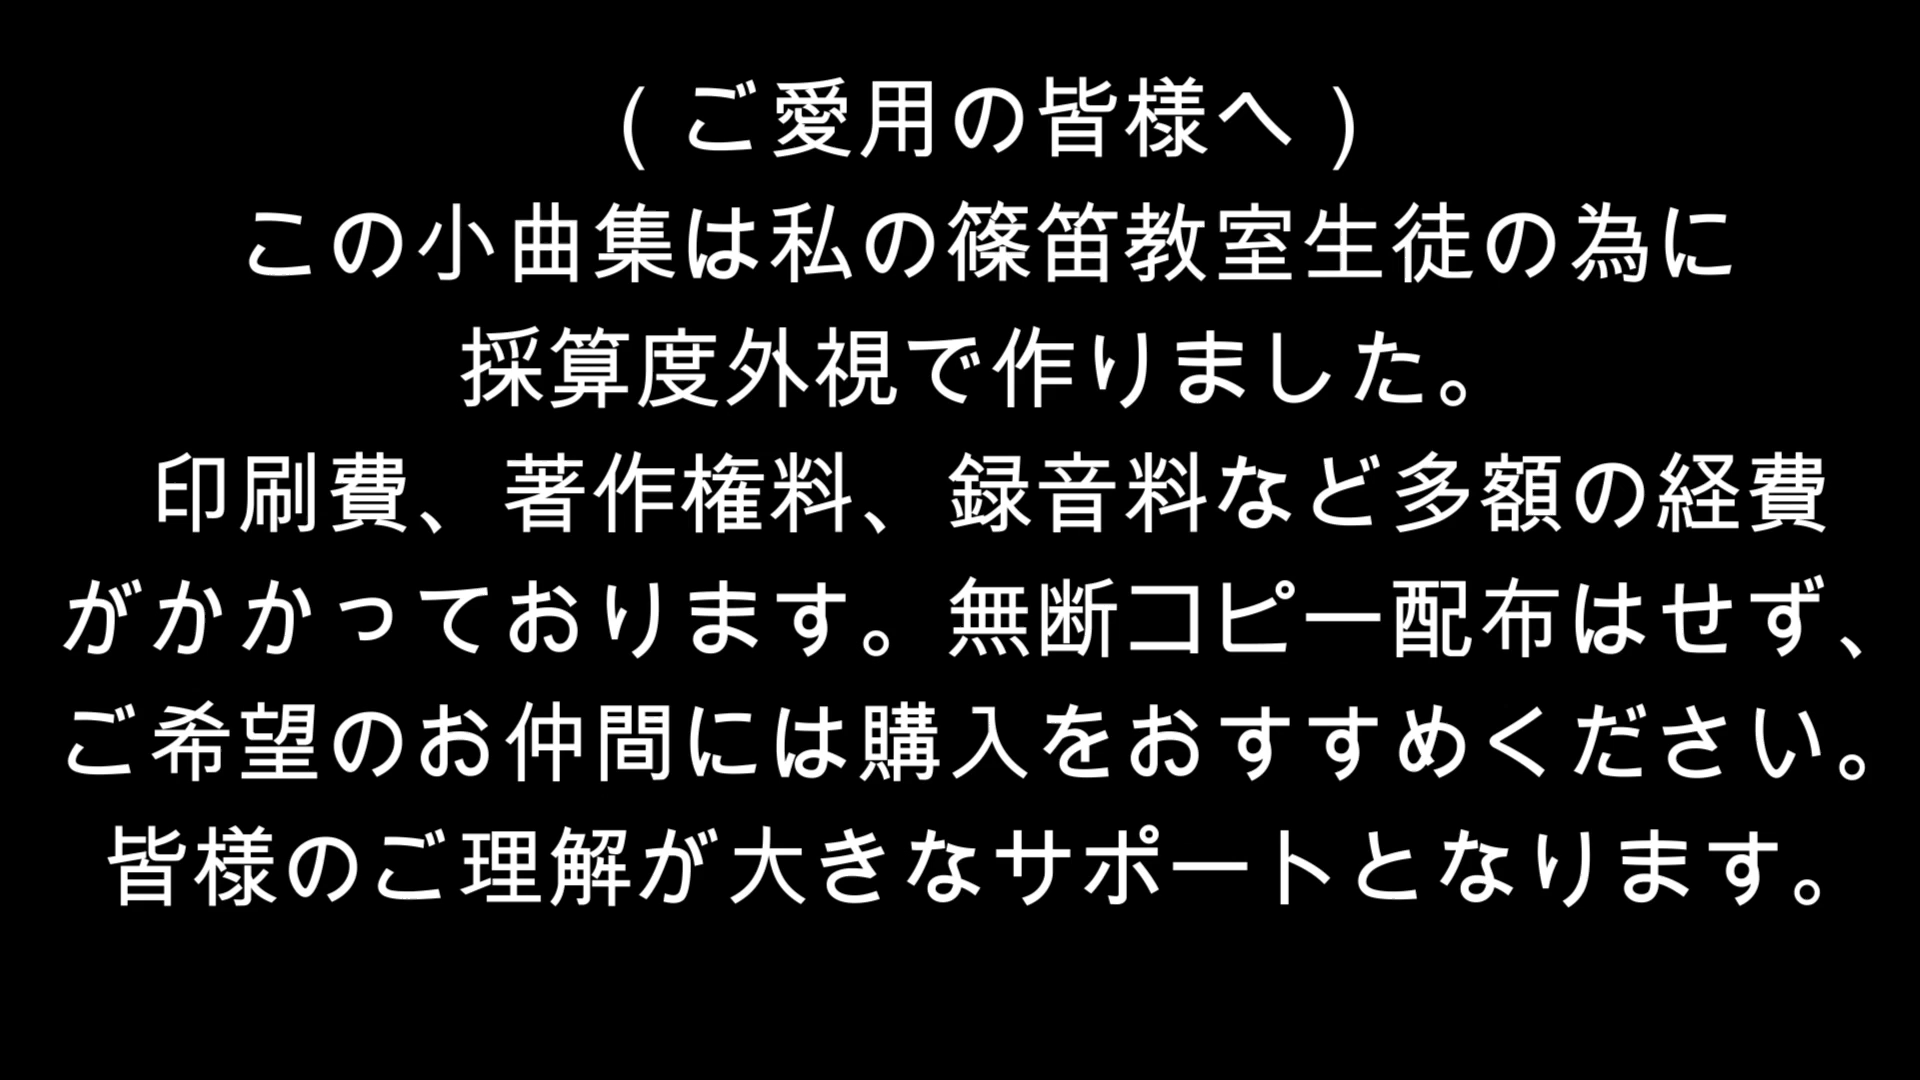 ( ご愛用の皆様へ )
この小曲集は私の篠笛教室生徒の為に
採算度外視で作りました。
印刷費、著作権料、録音料など多額の経費
がかかっております。無断コピー配布はせず、
ご希望のお仲間には購入をおすすめください。
皆様のご理解が大きなサポートとなります。